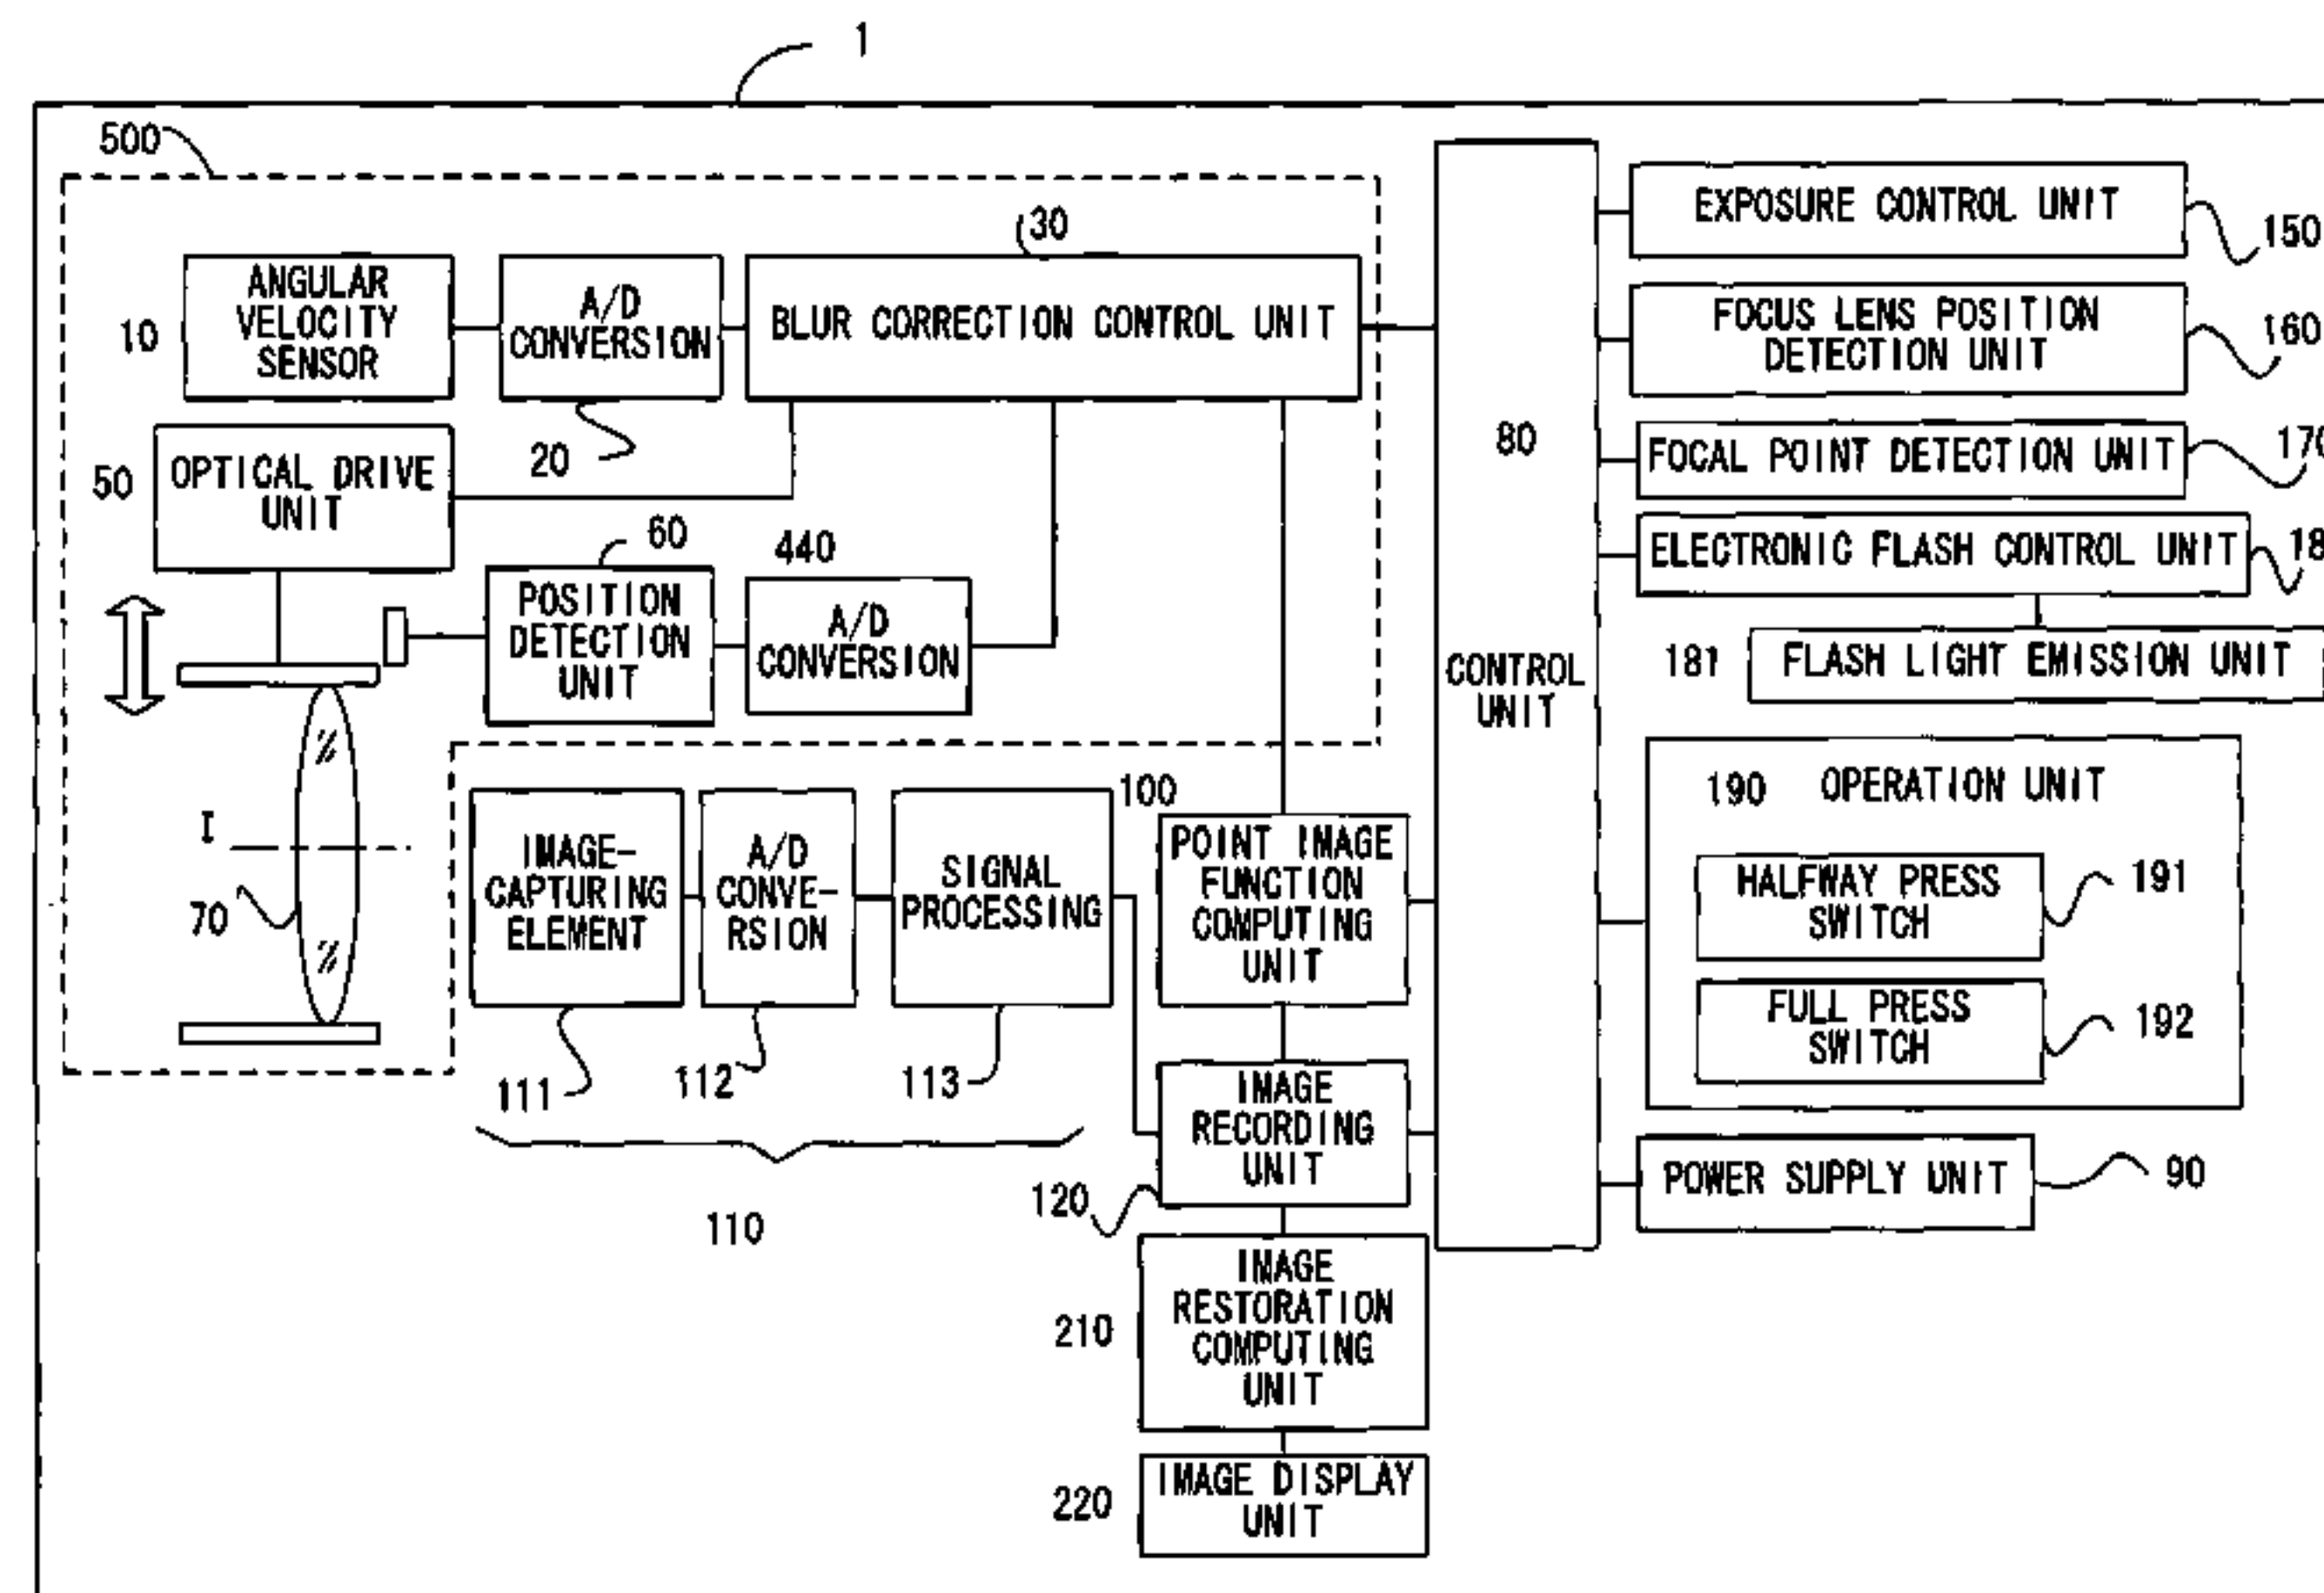 1
500
30
ANGULAR
VELOCITY
SENSOR
10
A/D
CONVERSION
20
BLUR CORRECTION CONTROL UNIT
50
OPTICAL DRIVE
UNIT
60
POSITION
DETECTION
UNIT
440
A/D
CONVERSION
I
70
IMAGE-
CAPTURING
ELEMENT
111
A/D
CONVE-
RSION
112
SIGNAL
PROCESSING
113
110
100
POINT IMAGE
FUNCTION
COMPUTING
UNIT
IMAGE
RECORDING
UNIT
120
IMAGE
RESTORATION
COMPUTING
UNIT
210
IMAGE DISPLAY
UNIT
220
80
CONTROL
UNIT
EXPOSURE CONTROL UNIT
150
FOCUS LENS POSITION
DETECTION UNIT
160
FOCAL POINT DETECTION UNIT
170
ELECTRONIC FLASH CONTROL UNIT
181
FLASH LIGHT EMISSION UNIT
190
OPERATION UNIT
HALFWAY PRESS
SWITCH
191
FULL PRESS
SWITCH
192
POWER SUPPLY UNIT
90